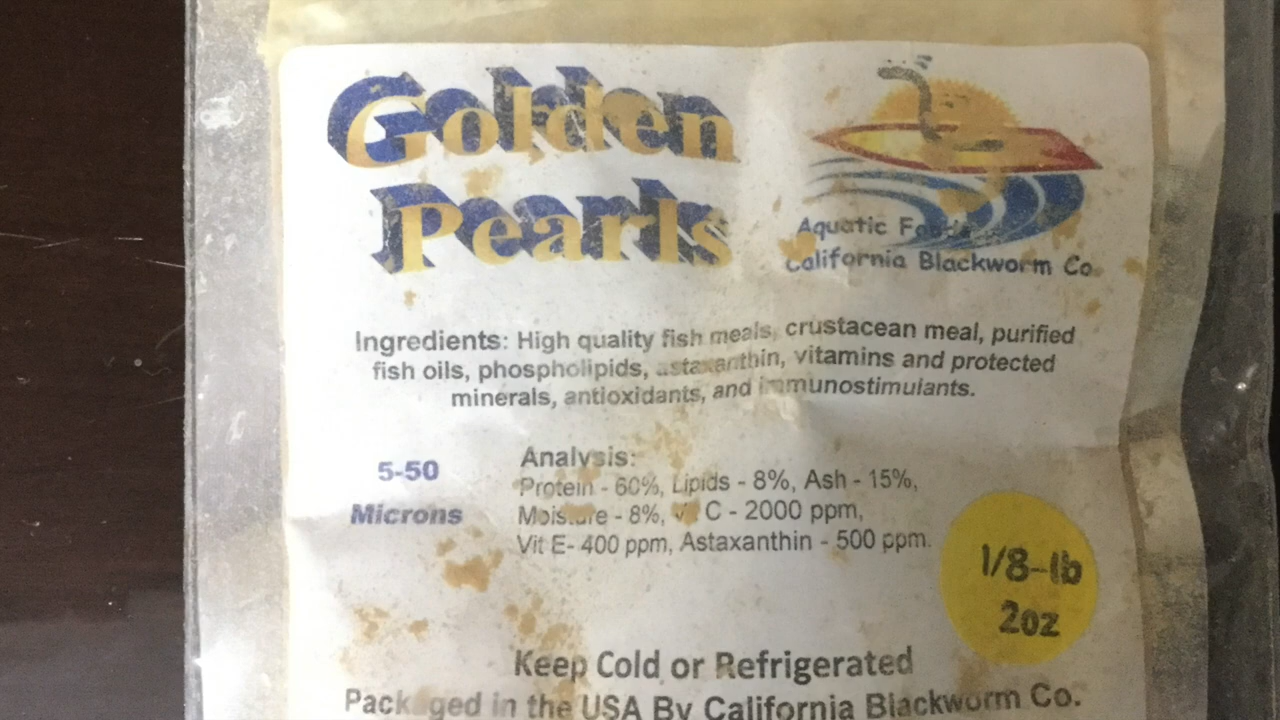 Golden
Pearls
Aquatic Foods
California Blackworm Co.
Ingredients: High quality fish meals, crustacean meal, purified
fish oils, phospholipids, astaxanthin, vitamins and protected
minerals, antioxidants, and immunostimulants.
5-50
Microns
Analysis:
Protein - 60%, Lipids - 8%, Ash - 15%,
Moisture - 8%, Vit C - 2000 ppm,
Vit E- 400 ppm, Astaxanthin - 500 ppm.
1/8-lb
2oz
Keep Cold or Refrigerated
Packaged in the USA By California Blackworm Co.